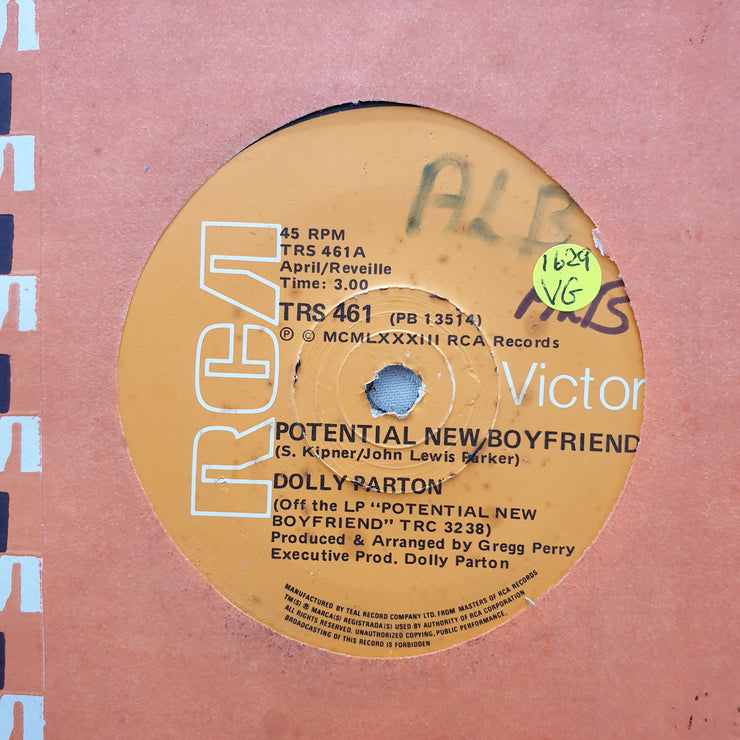 ALB
1629
VG
ALB
45 RPM
TRS 461A
April/Reveille
Time: 3.00
TRS 461 (PB 13514)
℗ © MCMLXXXIII RCA Records
RCA
Victor
POTENTIAL NEW BOYFRIEND
(S. Kipner/John Lewis Parker)
DOLLY PARTON
(Off the LP "POTENTIAL NEW
BOYFRIEND" TRC 3238)
Produced & Arranged by Gregg Perry
Executive Prod. Dolly Parton
MANUFACTURED BY TEAL RECORD COMPANY LTD. FROM MASTERS OF RCA RECORDS
TM(S) ® MARCA(S) REGISTRADA(S) USED BY AUTHORITY OF RCA CORPORATION
ALL RIGHTS RESERVED. UNAUTHORIZED COPYING, PUBLIC PERFORMANCE.
BROADCASTING OF THIS RECORD IS FORBIDDEN